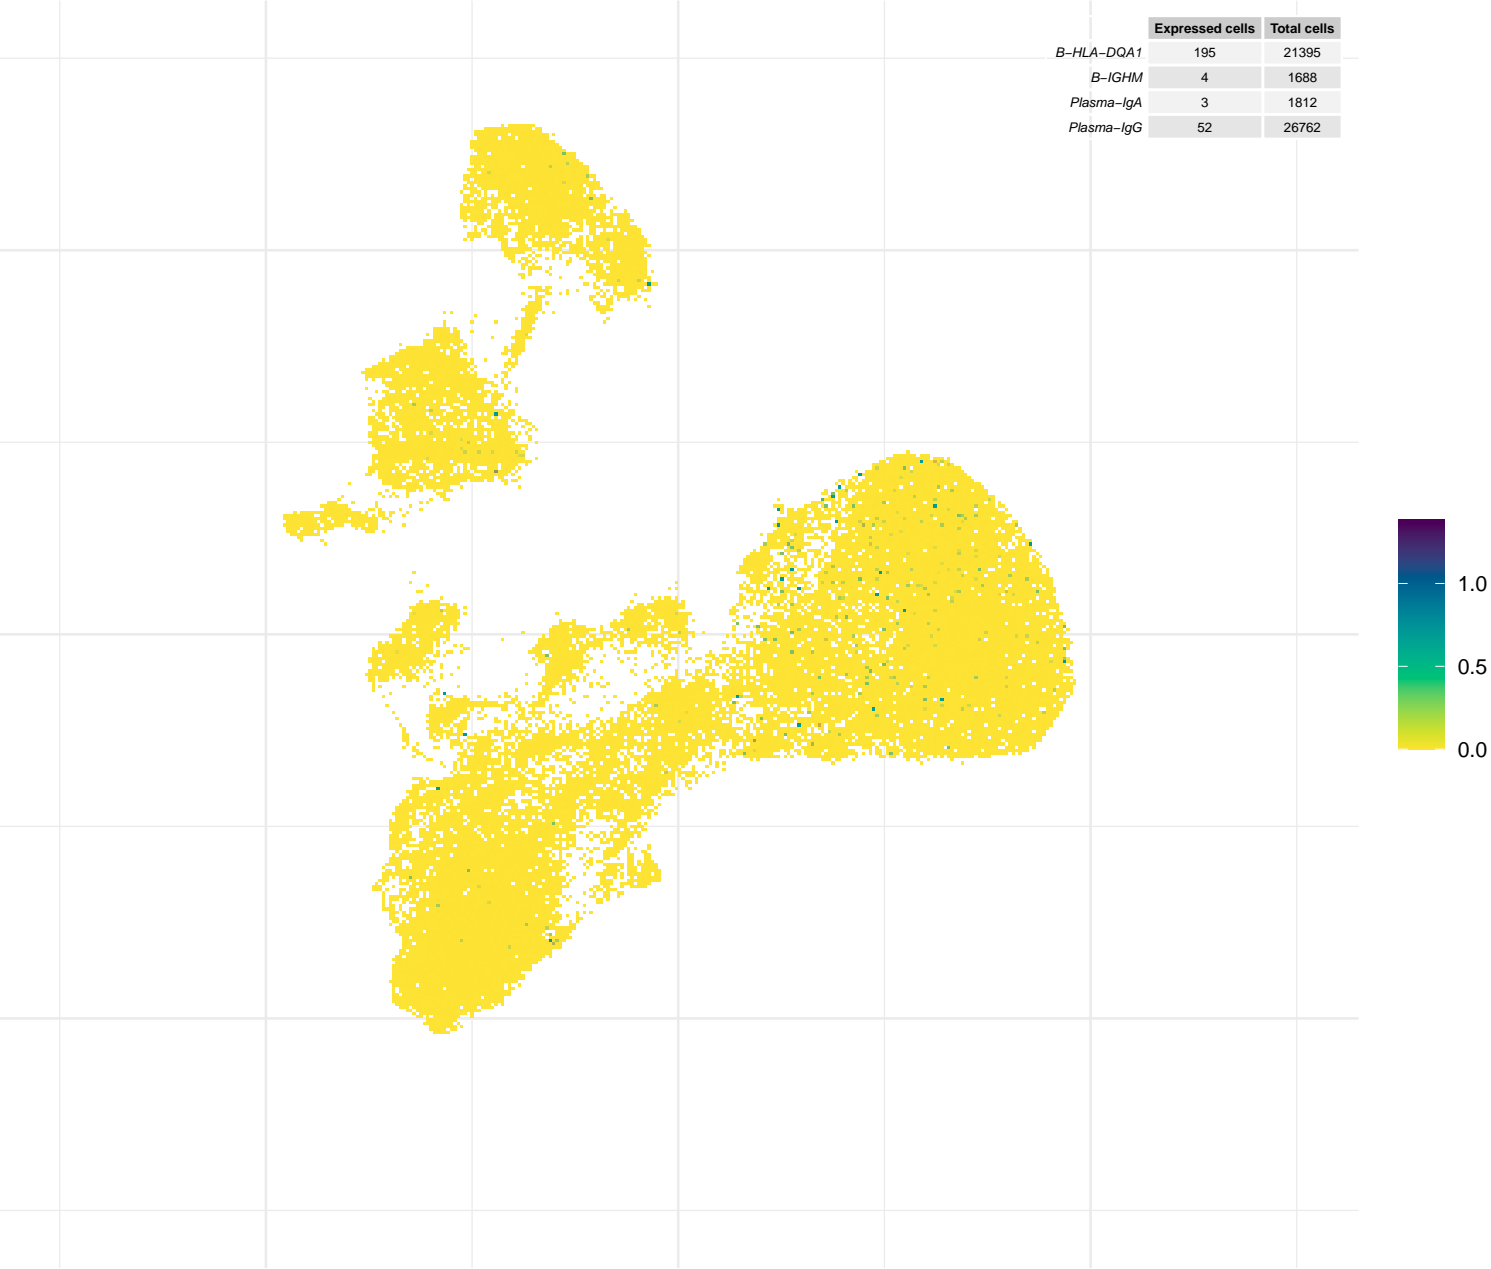 Expressed cells Total cells
B−HLA−DQA1 195 21395
B−IGHM 4 1688
Plasma−IgA 3 1812
Plasma−IgG 52 26762
1.0
0.5
0.0